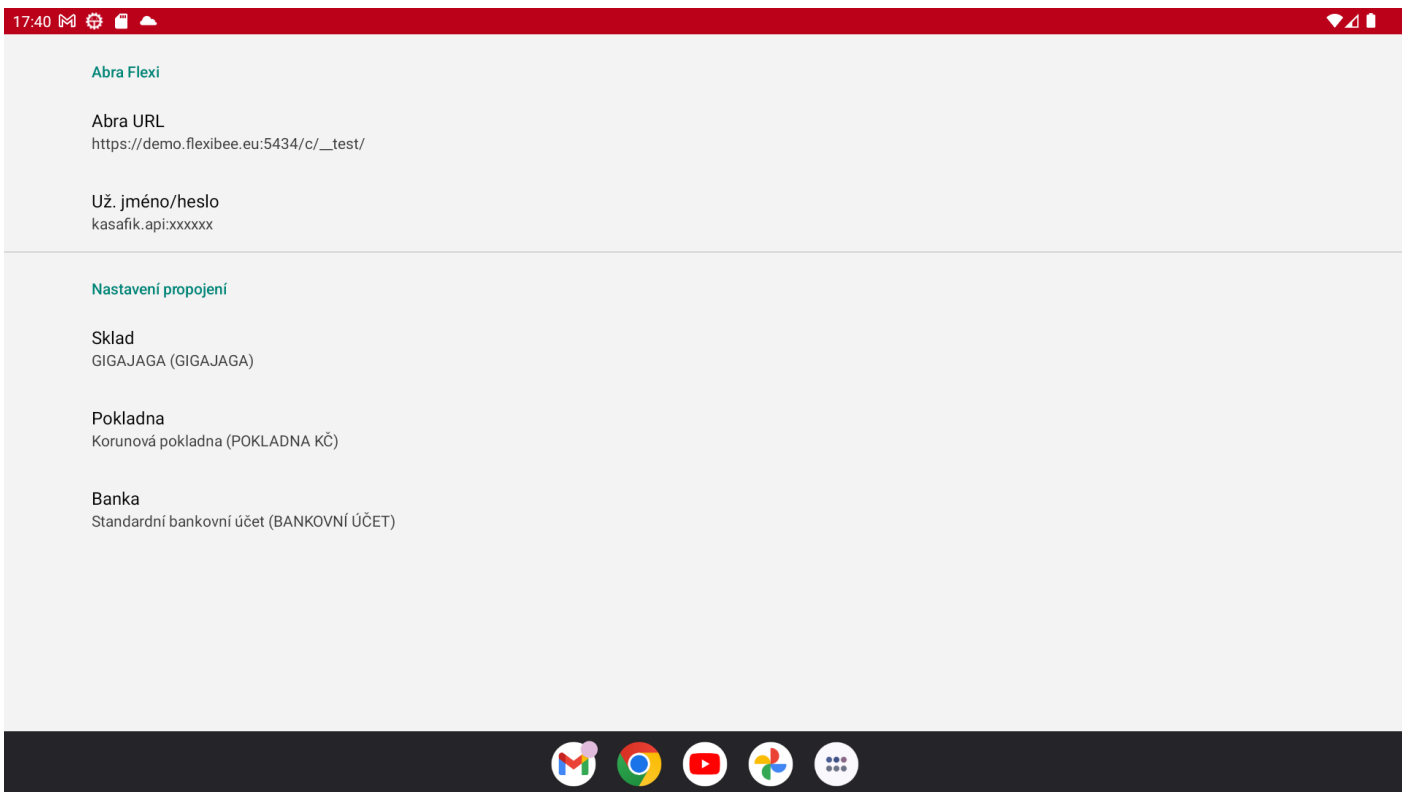 17:40
Abra Flexi
Abra URL
https://demo.flexibee.eu:5434/c/__test/
Už. jméno/heslo
kasafik.api:xxxxxx
Nastavení propojení
Sklad
GIGAJAGA (GIGAJAGA)
Pokladna
Korunová pokladna (POKLADNA KČ)
Banka
Standardní bankovní účet (BANKOVNÍ ÚČET)